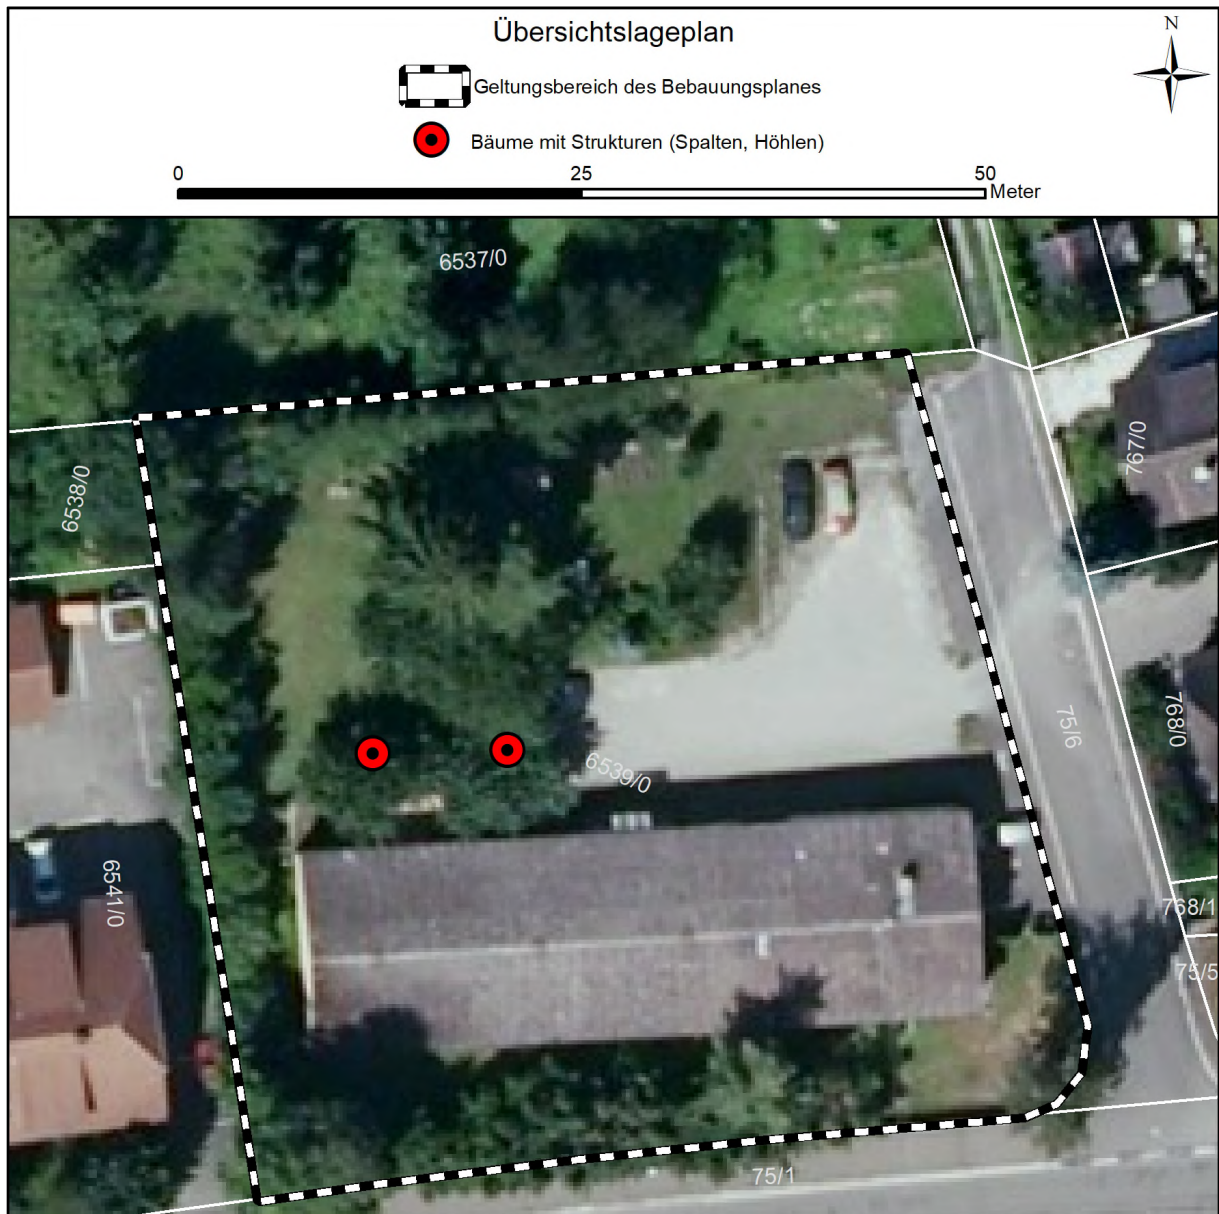 Übersichtslageplan
N
Geltungsbereich des Bebauungsplanes
Bäume mit Strukturen (Spalten, Höhlen)
0 25 50
Meter
6537/0
6538/0
767/0
75/6
768/0
6539/0
6541/0
768/1
75/5
75/1